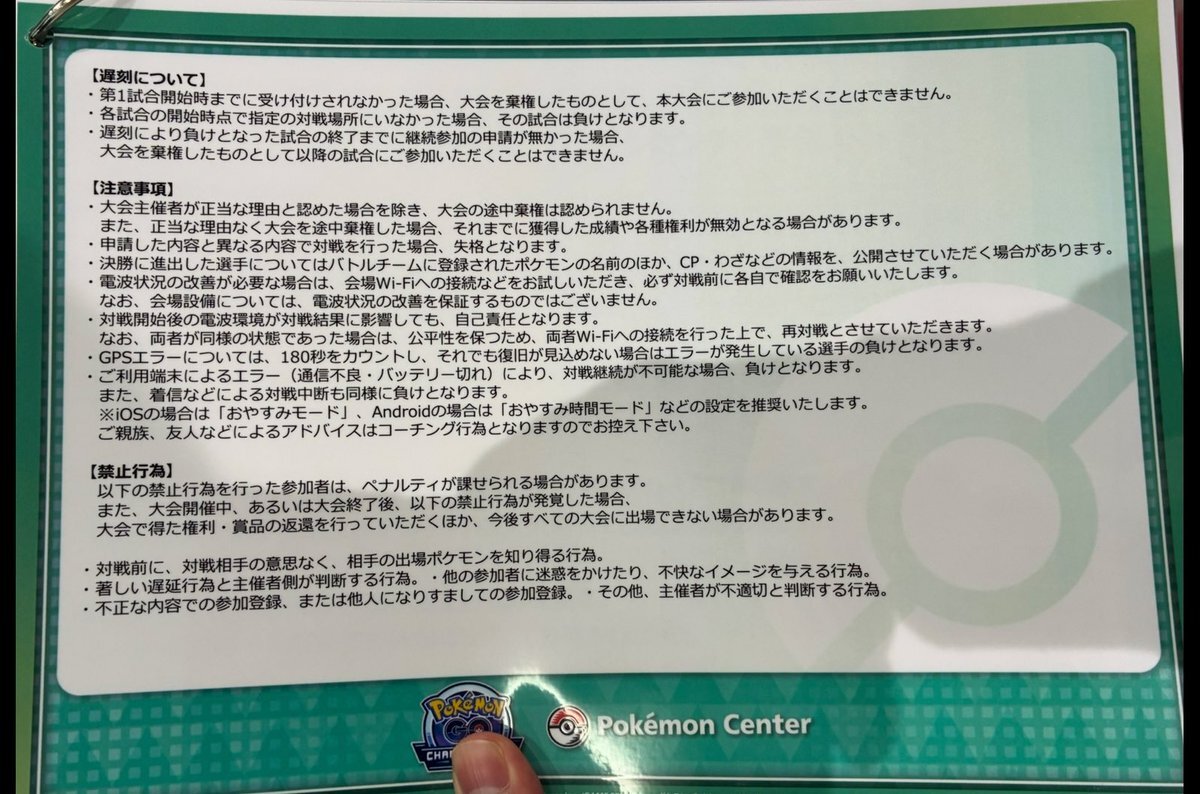 【遅刻について】
・第1試合開始時までに受け付けされなかった場合、大会を棄権したものとして、本大会にご参加いただくことはできません。
・各試合の開始時点で指定の対戦場所にいなかった場合、その試合は負けとなります。
・遅刻により負けとなった試合の終了までに継続参加の申請が無かった場合、
大会を棄権したものとして以降の試合にご参加いただくことはできません。
【注意事項】
・大会主催者が正当な理由と認めた場合を除き、大会の途中棄権は認められません。
また、正当な理由なく大会を途中棄権した場合、それまでに獲得した成績や各種権利が無効となる場合があります。
・申請した内容と異なる内容で対戦を行った場合、失格となります。
・決勝に進出した選手についてはバトルチームに登録されたポケモンの名前のほか、CP・わざなどの情報を、公開させていただく場合があります。
・電波状況の改善が必要な場合は、会場Wi-Fiへの接続などをお試しいただき、必ず対戦前に各自で確認をお願いいたします。
なお、会場設備については、電波状況の改善を保証するものではございません。
・対戦開始後の電波環境が対戦結果に影響しても、自己責任となります。
なお、両者が同様の状態であった場合は、公平性を保つため、両者Wi-Fiへの接続を行った上で、再対戦とさせていただきます。
・GPSエラーについては、180秒をカウントし、それでも復旧が見込めない場合はエラーが発生している選手の負けとなります。
・ご利用端末によるエラー（通信不良・バッテリー切れ）により、対戦継続が不可能な場合、負けとなります。
また、着信などによる対戦中断も同様に負けとなります。
※iOSの場合は「おやすみモード」、Androidの場合は「おやすみ時間モード」などの設定を推奨いたします。
ご親族、友人などによるアドバイスはコーチング行為となりますのでお控え下さい。
【禁止行為】
以下の禁止行為を行った参加者は、ペナルティが課せられる場合があります。
また、大会開催中、あるいは大会終了後、以下の禁止行為が発覚した場合、
大会で得た権利・賞品の返還を行っていただくほか、今後すべての大会に出場できない場合があります。
・対戦前に、対戦相手の意思なく、相手の出場ポケモンを知り得る行為。
・著しい遅延行為と主催者側が判断する行為。・他の参加者に迷惑をかけたり、不快なイメージを与える行為。
・不正な内容での参加登録、または他人になりすましての参加登録。・その他、主催者が不適切と判断する行為。
Pokémon GO
Pokémon Center